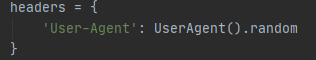 headers = {
    'User-Agent': UserAgent().random
}